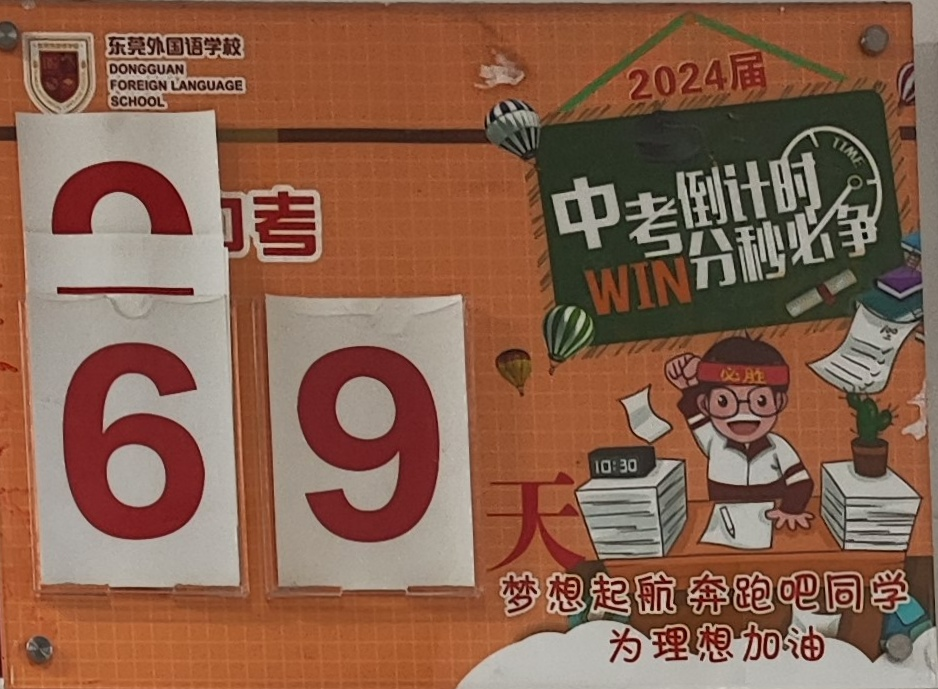 东莞外国语学校
DONGGUAN
FOREIGN LANGUAGE
SCHOOL
2024届
TIME
中考倒计时
WIN分秒必争
中考
必胜
10:30
69
天
梦想起航 奔跑吧同学
为理想加油